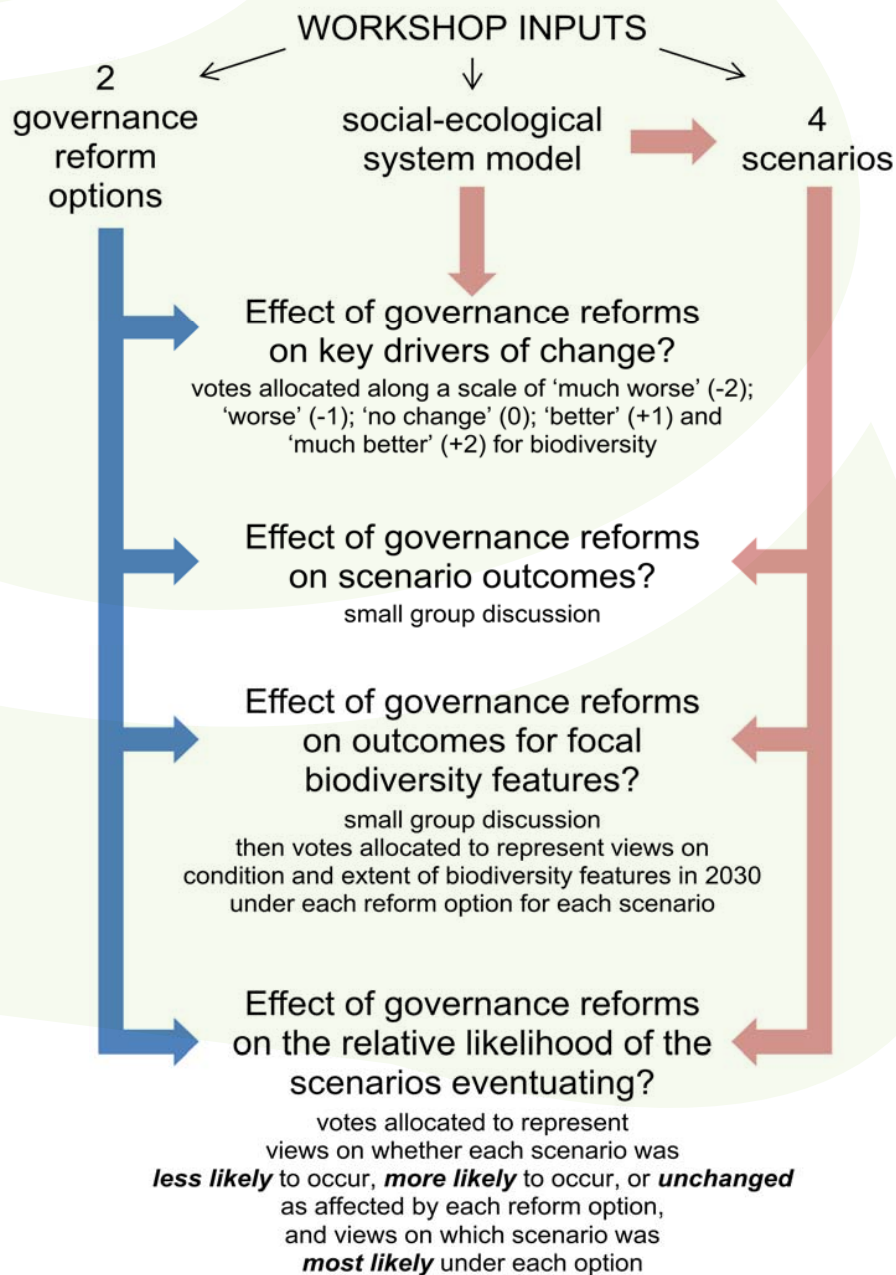 WORKSHOP INPUTS
2
governance
reform
options
social-ecological
system model
4
scenarios
Effect of governance reforms
on key drivers of change?
votes allocated along a scale of ‘much worse’ (-2);
‘worse’ (-1); ‘no change’ (0); ‘better’ (+1) and
‘much better’ (+2) for biodiversity
Effect of governance reforms
on scenario outcomes?
small group discussion
Effect of governance reforms
on outcomes for focal
biodiversity features?
small group discussion
then votes allocated to represent views on
condition and extent of biodiversity features in 2030
under each reform option for each scenario
Effect of governance reforms
on the relative likelihood of the
scenarios eventuating?
votes allocated to represent
views on whether each scenario was
less likely to occur, more likely to occur, or unchanged
as affected by each reform option,
and views on which scenario was
most likely under each option